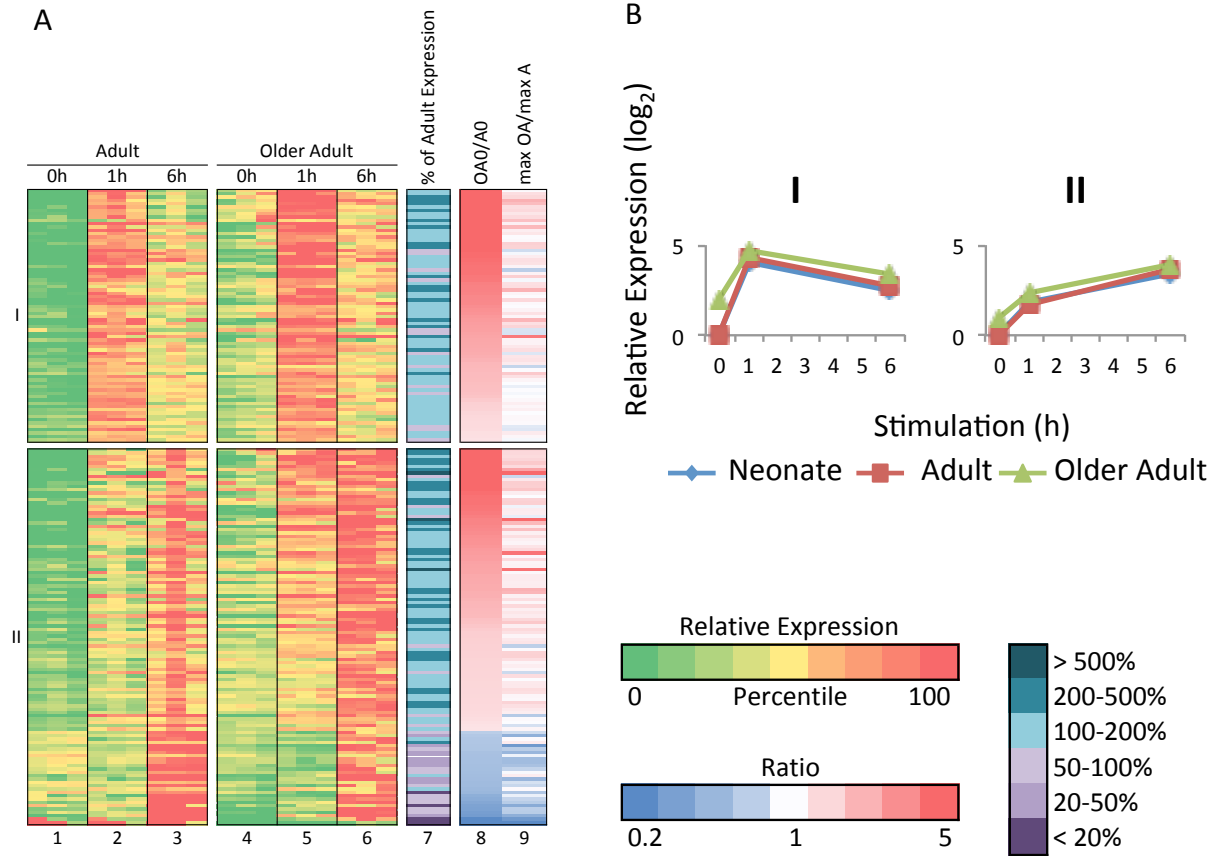 A
Adult
Older Adult
0h 1h 6h
0h 1h 6h
% of Adult Expression
OA0/A0
max OA/max A
I
II
1 2 3 4 5 6 7 8 9
B
Relative Expression (log2)
I
II
5
0
0 1 2 3 4 5 6
5
0
0 1 2 3 4 5 6
Stimulation (h)
Neonate Adult Older Adult
Relative Expression
0 Percentile 100
Ratio
0.2 1 5
> 500%
200-500%
100-200%
50-100%
20-50%
< 20%